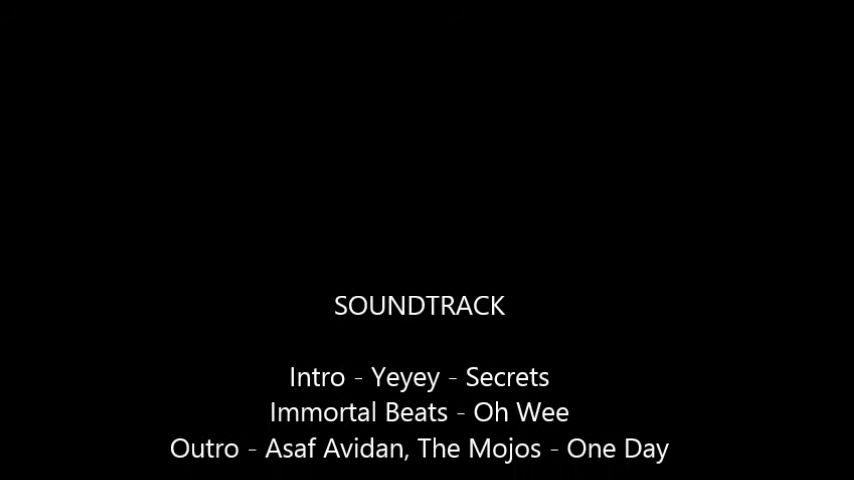 SOUNDTRACK
Intro - Yeyey - Secrets
Immortal Beats - Oh Wee
Outro - Asaf Avidan, The Mojos - One Day